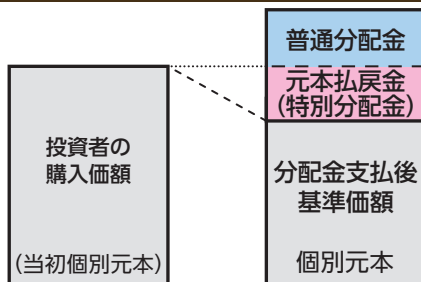 普通分配金
元本払戻金
(特別分配金)
投資者の
購入価額
(当初個別元本)
分配金支払後
基準価額
個別元本